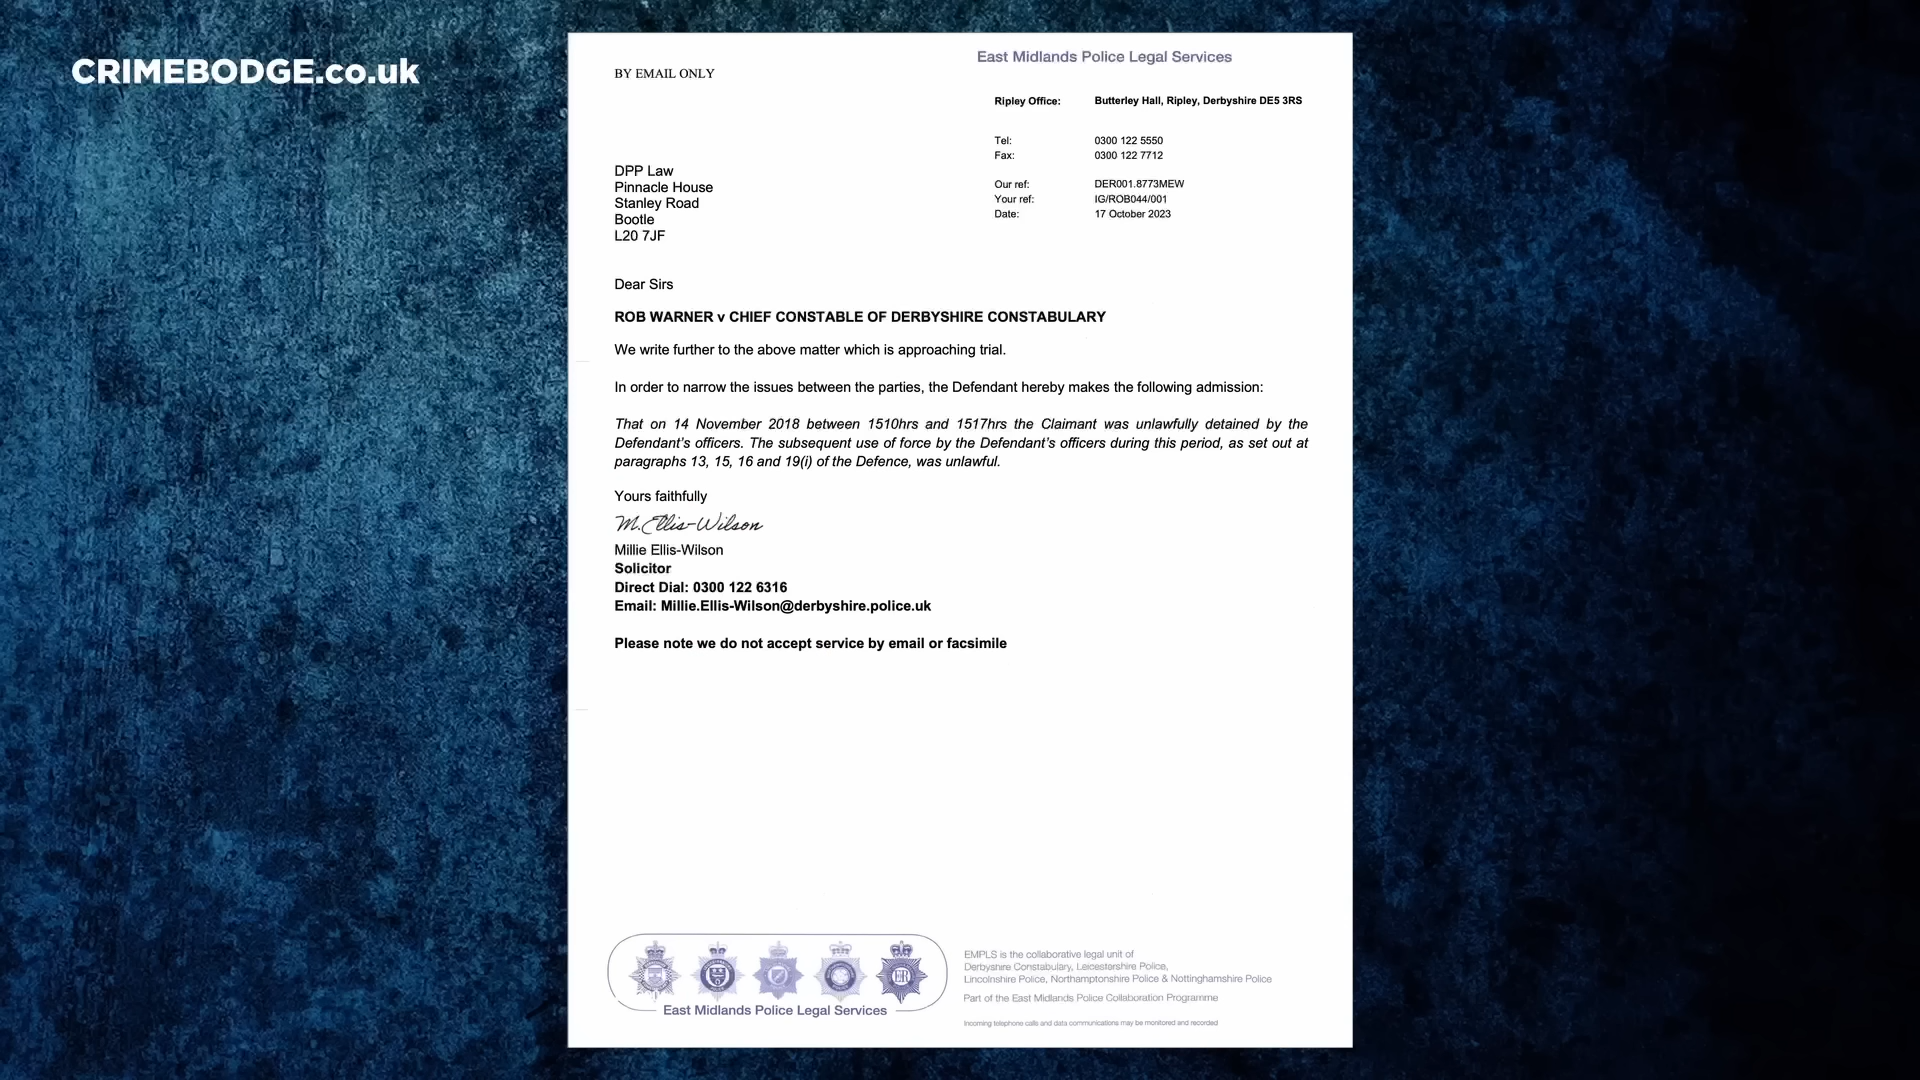 CRIMEBODGE.co.uk
East Midlands Police Legal Services
BY EMAIL ONLY
Ripley Office: Butterley Hall, Ripley, Derbyshire DE5 3RS
Tel: 0300 122 5550
Fax: 0300 122 7712
DPP Law
Pinnacle House
Stanley Road
Bootle
L20 7JF
Our ref: DER001.8773MEW
Your ref: IG/ROB044/001
Date: 17 October 2023
Dear Sirs
ROB WARNER v CHIEF CONSTABLE OF DERBYSHIRE CONSTABULARY
We write further to the above matter which is approaching trial.
In order to narrow the issues between the parties, the Defendant hereby makes the following admission:
That on 14 November 2018 between 1510hrs and 1517hrs the Claimant was unlawfully detained by the
Defendant's officers. The subsequent use of force by the Defendant's officers during this period, as set out at
paragraphs 13, 15, 16 and 19(i) of the Defence, was unlawful.
Yours faithfully
M.Ellis-Wilson
Millie Ellis-Wilson
Solicitor
Direct Dial: 0300 122 6316
Email: Millie.Ellis-Wilson@derbyshire.police.uk
Please note we do not accept service by email or facsimile
East Midlands Police Legal Services
EMPLS is the collaborative legal unit of
Derbyshire Constabulary, Leicestershire Police,
Lincolnshire Police, Northamptonshire Police & Nottinghamshire Police
Part of the East Midlands Police Collaboration Programme
Incoming telephone calls and data communications may be monitored and recorded